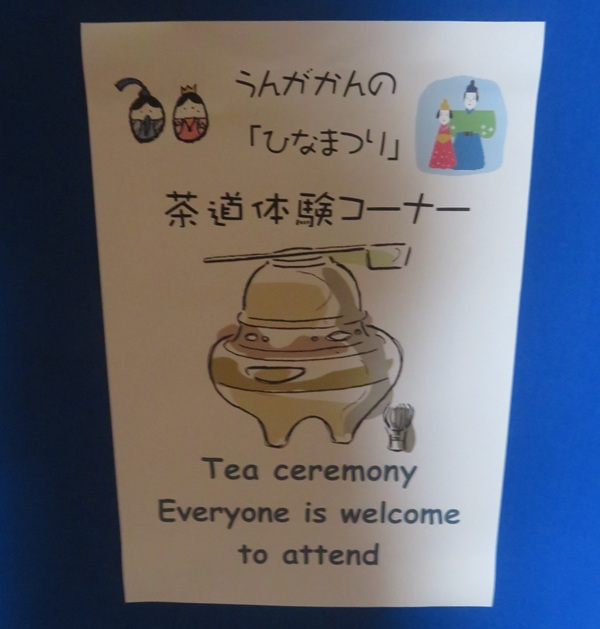 うんがかんの
「ひなまつり」
茶道体験コーナー
Tea ceremony
Everyone is welcome
to attend